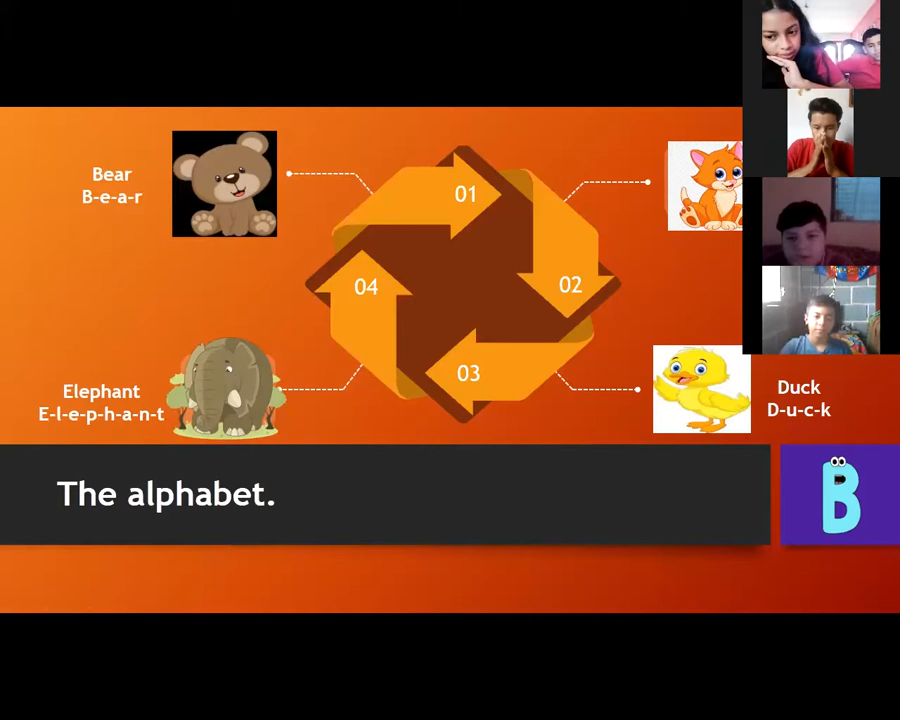 Bear
B-e-a-r
01
02
03
04
Elephant
E-l-e-p-h-a-n-t
Duck
D-u-c-k
The alphabet.
B